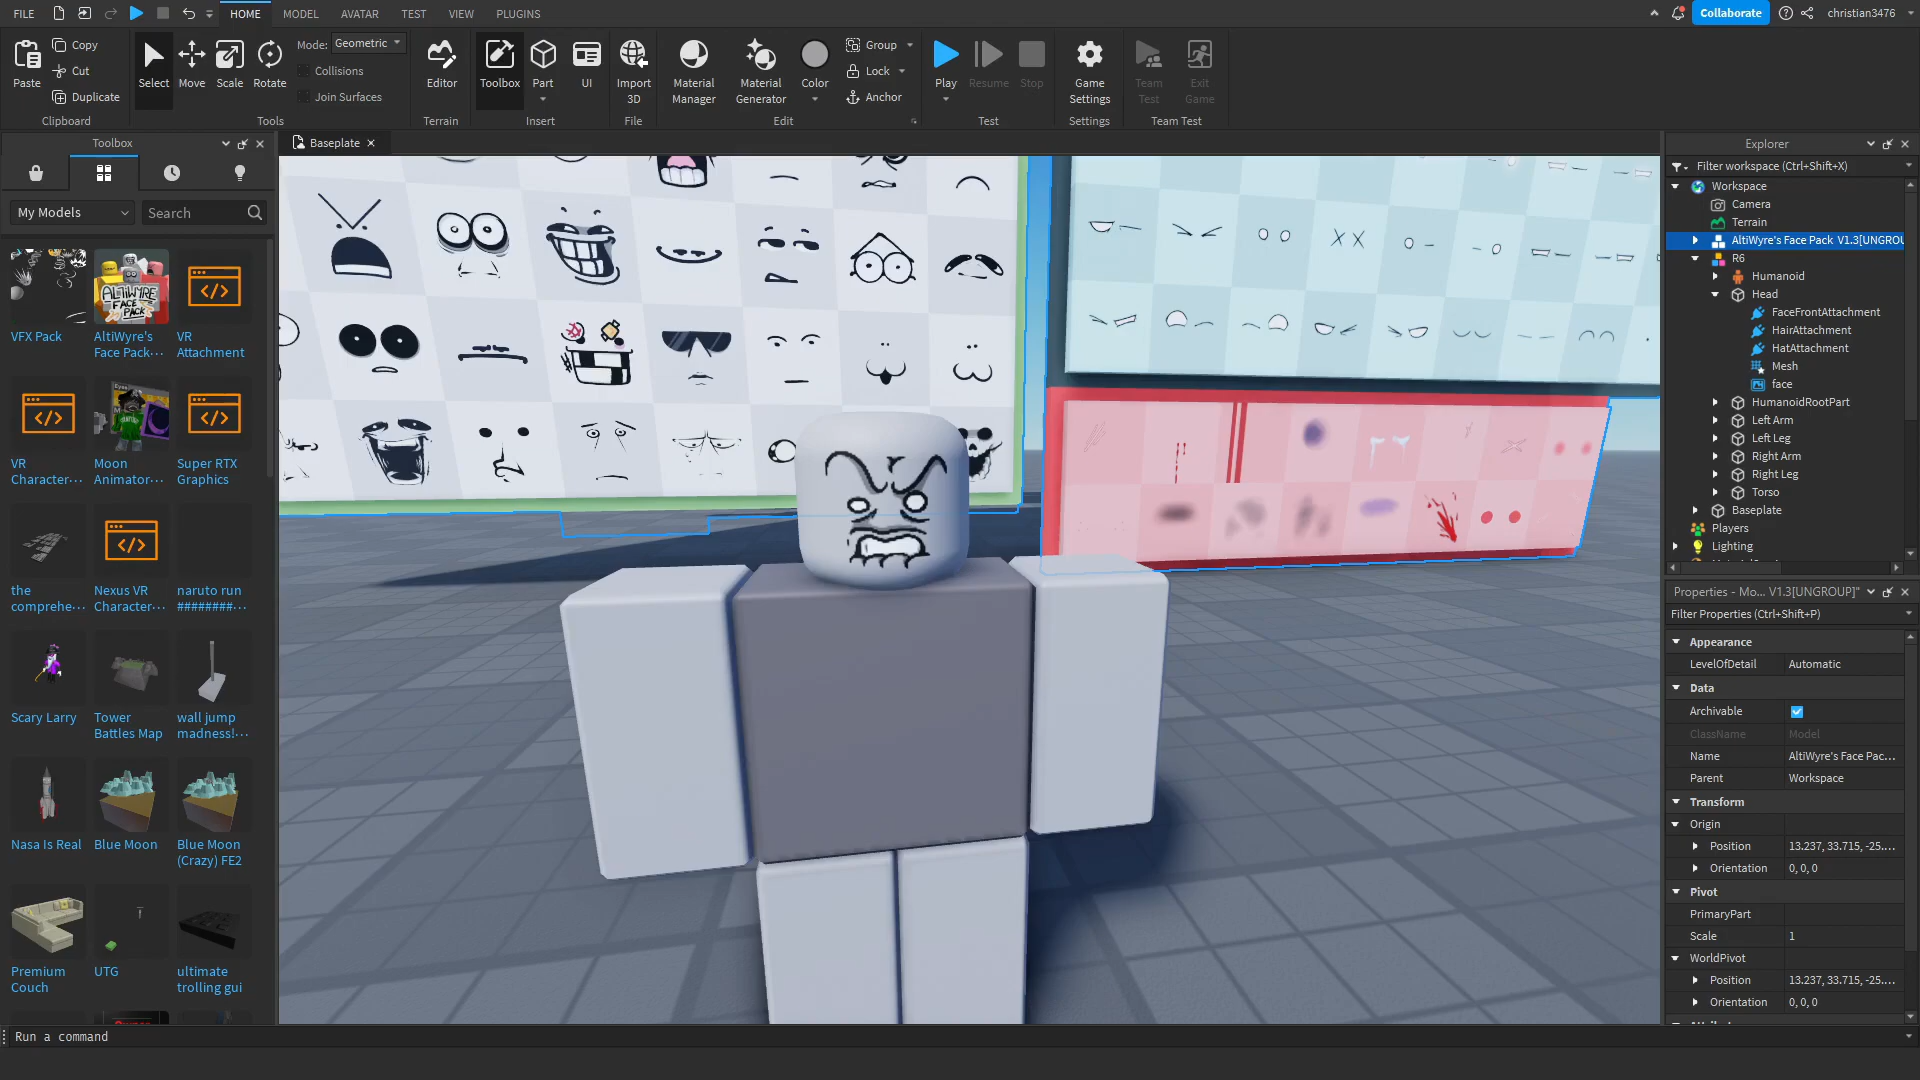 FILE
HOME
MODEL
AVATAR
TEST
VIEW
PLUGINS
Collaborate
christian3476
Paste
Copy
Cut
Duplicate
Clipboard
Select
Move
Scale
Rotate
Mode:
Geometric
Collisions
Join Surfaces
Tools
Editor
Terrain
Toolbox
Part
UI
Insert
Import
3D
File
Material
Manager
Material
Generator
Color
Group
Lock
Anchor
Edit
Play
Resume
Stop
Test
Game
Settings
Settings
Team
Test
Exit
Game
Team Test
Toolbox
My Models
Search
VFX Pack
AltiWyre's
Face Pack...
VR
Attachment
VR
Character...
Moon
Animator...
Super RTX
Graphics
the
comprehe...
Nexus VR
Character...
naruto run
########...
Scary Larry
Tower
Battles Map
wall jump
madness!...
Nasa Is Real
Blue Moon
Blue Moon
(Crazy) FE2
Premium
Couch
UTG
ultimate
trolling gui
ALTIWYRE
FACE
PACK
Baseplate
Explorer
Filter workspace (Ctrl+Shift+X)
Workspace
Camera
Terrain
AltiWyre's Face Pack V1.3[UNGROU
R6
Humanoid
Head
FaceFrontAttachment
HairAttachment
HatAttachment
Mesh
face
HumanoidRootPart
Left Arm
Left Leg
Right Arm
Right Leg
Torso
Baseplate
Players
Lighting
Properties - Mo... V1.3[UNGROUP]"
Filter Properties (Ctrl+Shift+P)
Appearance
LevelOfDetail Automatic
Data
Archivable
ClassName Model
Name AltiWyre's Face Pac...
Parent Workspace
Transform
Origin
Position 13.237, 33.715, -25....
Orientation 0, 0, 0
Pivot
PrimaryPart
Scale 1
WorldPivot
Position 13.237, 33.715, -25....
Orientation 0, 0, 0
Run a command